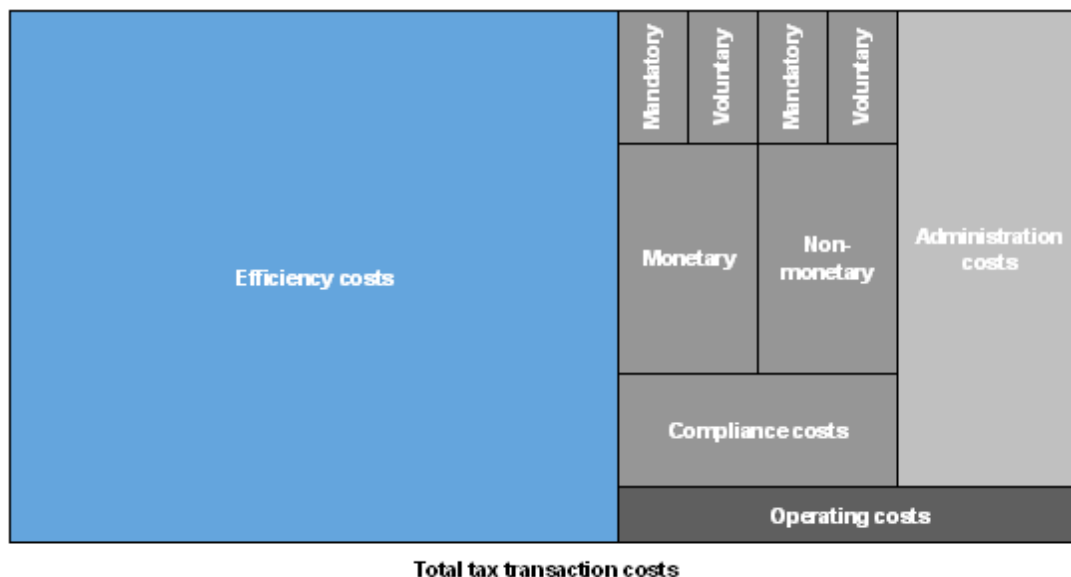 Mandatory
Voluntary
Mandatory
Voluntary
Efficiency costs
Monetary
Non-
monetary
Administration
costs
Compliance costs
Operating costs
Total tax transaction costs